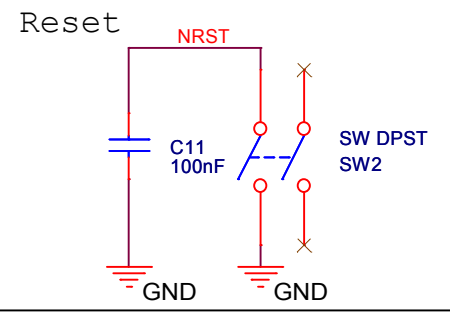 Reset
NRST
C11
100nF
SW DPST
SW2
GND
GND